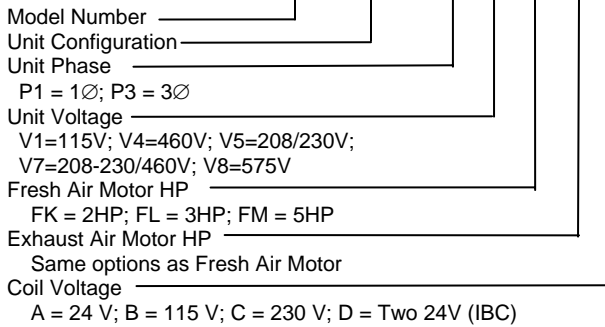 Model Number
Unit Configuration
Unit Phase
P1 = 1∅; P3 = 3∅
Unit Voltage
V1=115V; V4=460V; V5=208/230V;
V7=208-230/460V; V8=575V
Fresh Air Motor HP
FK = 2HP; FL = 3HP; FM = 5HP
Exhaust Air Motor HP
Same options as Fresh Air Motor
Coil Voltage
A = 24 V; B = 115 V; C = 230 V; D = Two 24V (IBC)